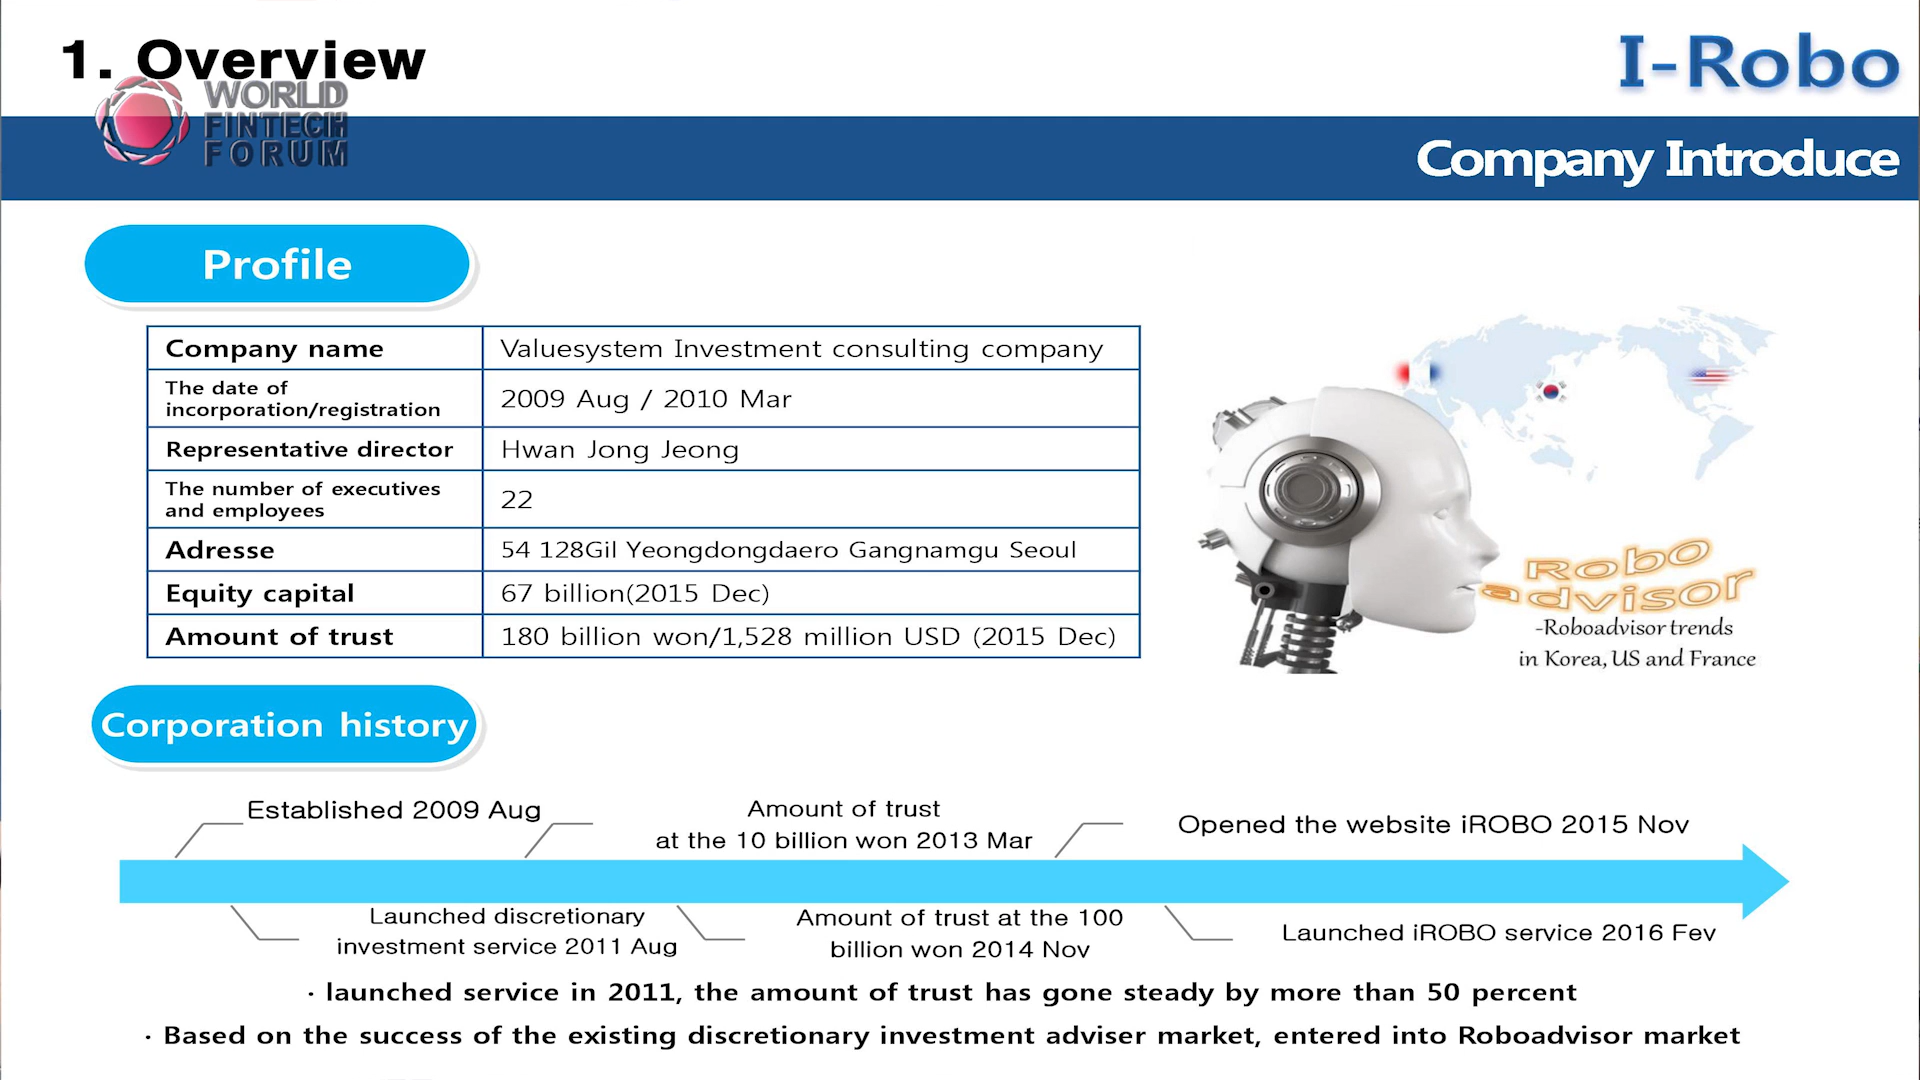 1. Overview
I-Robo
WORLD
FINTECH
FORUM
Company Introduce
Profile
Company name
Valuesystem Investment consulting company
The date of
incorporation/registration
2009 Aug / 2010 Mar
Representative director
Hwan Jong Jeong
The number of executives
and employees
22
Adresse
54 128Gil Yeongdongdaero Gangnamgu Seoul
Equity capital
67 billion(2015 Dec)
Amount of trust
180 billion won/1,528 million USD (2015 Dec)
Robo
advisor
-Roboadvisor trends
in Korea, US and France
Corporation history
Established 2009 Aug
Amount of trust
at the 10 billion won 2013 Mar
Opened the website iROBO 2015 Nov
Launched discretionary
investment service 2011 Aug
Amount of trust at the 100
billion won 2014 Nov
Launched iROBO service 2016 Fev
· launched service in 2011, the amount of trust has gone steady by more than 50 percent
· Based on the success of the existing discretionary investment adviser market, entered into Roboadvisor market